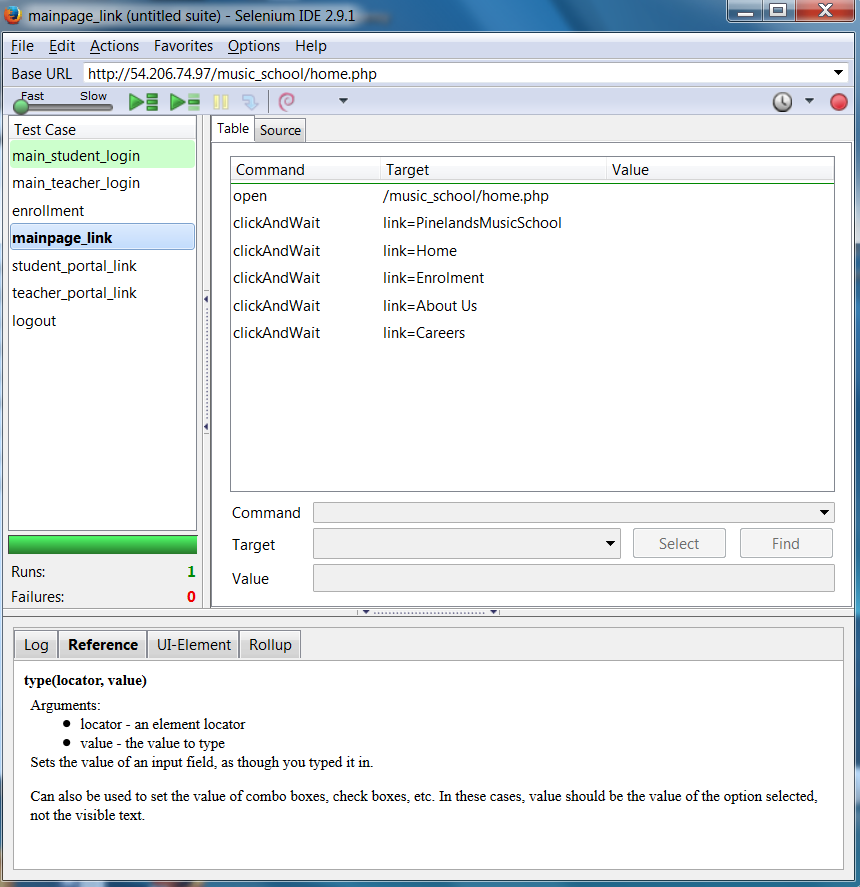 mainpage_link (untitled suite) - Selenium IDE 2.9.1
File Edit Actions Favorites Options Help
Base URL http://54.206.74.97/music_school/home.php
Fast Slow
Test Case
main_student_login
main_teacher_login
enrollment
mainpage_link
student_portal_link
teacher_portal_link
logout
Runs: 1
Failures: 0
Table Source
Command Target Value
open /music_school/home.php
clickAndWait link=PinelandsMusicSchool
clickAndWait link=Home
clickAndWait link=Enrolment
clickAndWait link=About Us
clickAndWait link=Careers
Command
Target Select Find
Value
Log Reference UI-Element Rollup
type(locator, value)
Arguments:
● locator - an element locator
● value - the value to type
Sets the value of an input field, as though you typed it in.
Can also be used to set the value of combo boxes, check boxes, etc. In these cases, value should be the value of the option selected,
not the visible text.